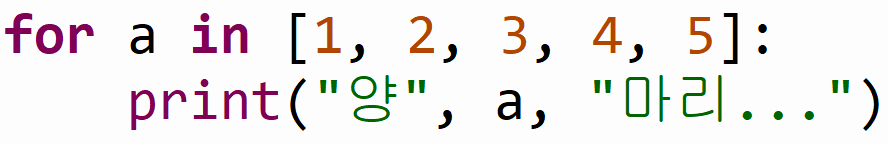 for a in [1, 2, 3, 4, 5]:
    print("양", a, "마리...")